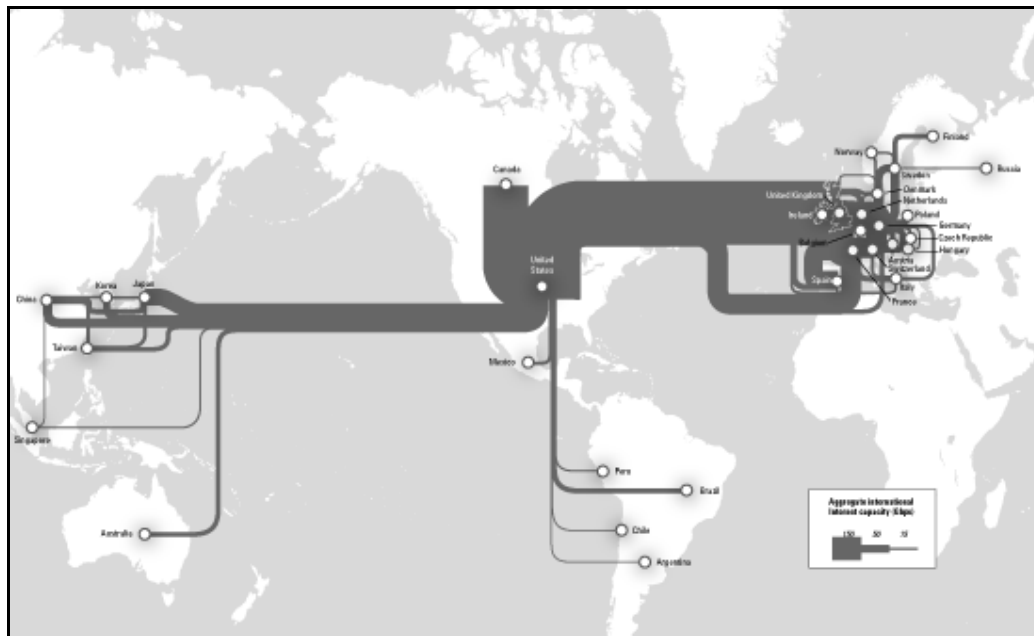 Finland
Norway
Russia
Sweden
Canada
Denmark
United Kingdom
Netherlands
Ireland
Poland
Germany
Belgium
Czech Republic
Hungary
United
States
Austria
Switzerland
Spain
Italy
France
China
Korea
Japan
Taiwan
Mexico
Singapore
Peru
Brazil
Australia
Chile
Argentina
Aggregate international
Internet capacity (Gbps)
150 50 15